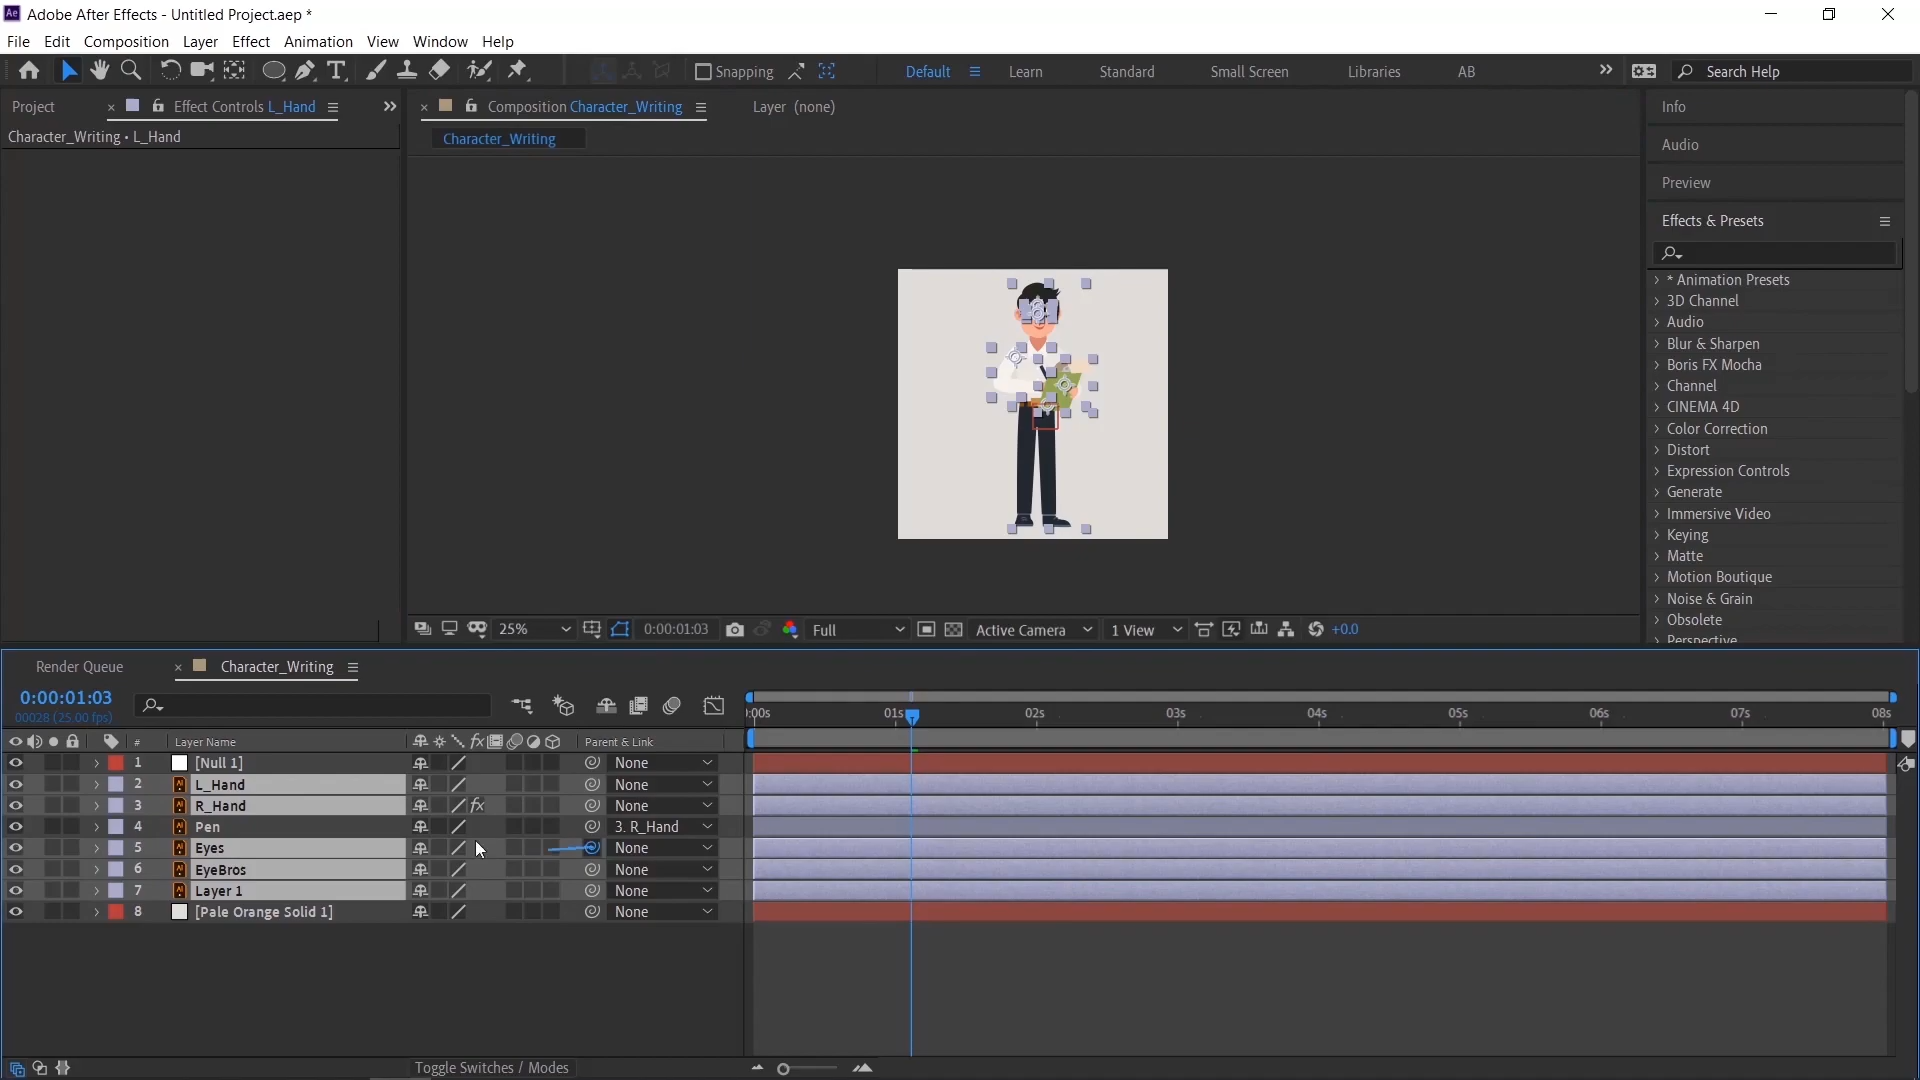 Ae Adobe After Effects - Untitled Project.aep *
File Edit Composition Layer Effect Animation View Window Help
Snapping Default Learn Standard Small Screen Libraries AB Search Help
Project Effect Controls L_Hand Composition Character_Writing Layer (none)
Character_Writing • L_Hand
Character_Writing
Info
Audio
Preview
Effects & Presets
* Animation Presets
3D Channel
Audio
Blur & Sharpen
Boris FX Mocha
Channel
CINEMA 4D
Color Correction
Distort
Expression Controls
Generate
Immersive Video
Keying
Matte
Motion Boutique
Noise & Grain
Obsolete
Perspective
25% 0:00:01:03 Full Active Camera 1 View +0.0
Render Queue Character_Writing
0:00:01:03
00028 (25.00 fps)
:00s 01s 02s 03s 04s 05s 06s 07s 08s
# Layer Name fx Parent & Link
1 [Null 1] None
2 L_Hand None
3 R_Hand fx None
4 Pen 3. R_Hand
5 Eyes None
6 EyeBros None
7 Layer 1 None
8 [Pale Orange Solid 1] None
Toggle Switches / Modes